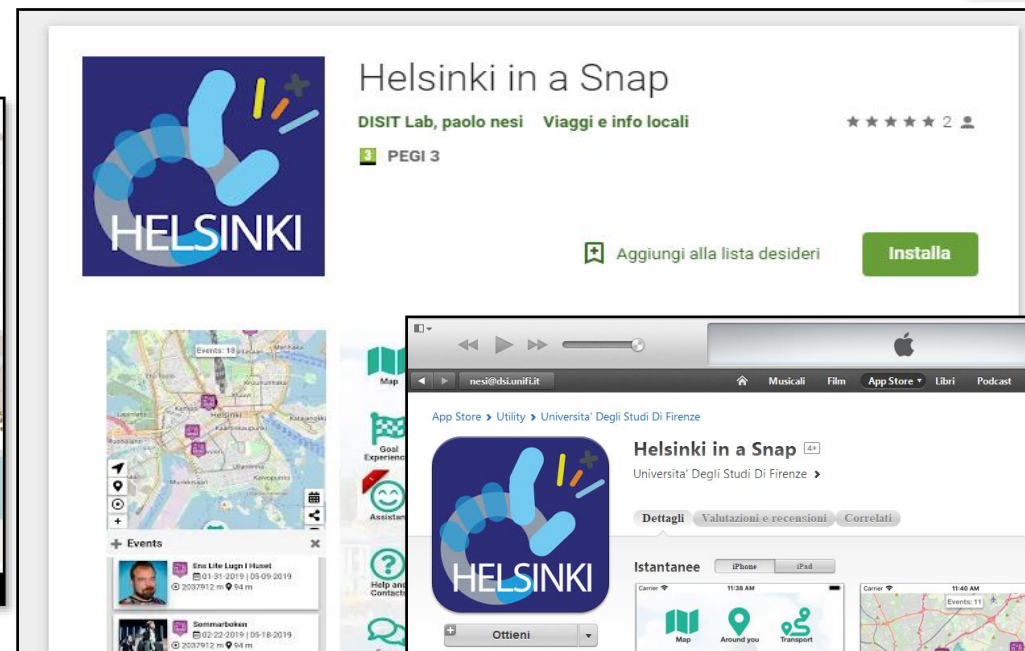 Helsinki in a Snap
DISIT Lab, paolo nesi Viaggi e info locali
2
3 PEGI 3
HELSINKI
Aggiungi alla lista desideri
Installa
Events: 18
Helsinki
Map
Goal
Experienc
Assistan
Help and
Contacts
+ Events ×
Ens Lite Lugn I Huset
01-31-2019 | 05-09-2019
2037912 m 94 m
Sommarboken
02-22-2019 | 05-18-2019
2037912 m 94 m
nesi@dsi.unifi.it
Musicali Film App Store Libri Podcast
App Store > Utility > Universita' Degli Studi Di Firenze
Helsinki in a Snap 4+
Universita' Degli Studi Di Firenze >
Dettagli Valutazioni e recensioni Correlati
HELSINKI
Ottieni
Istantanee iPhone iPad
Carrier 11:38 AM
Map Around you Transport
Carrier 11:40 AM
Events: 11